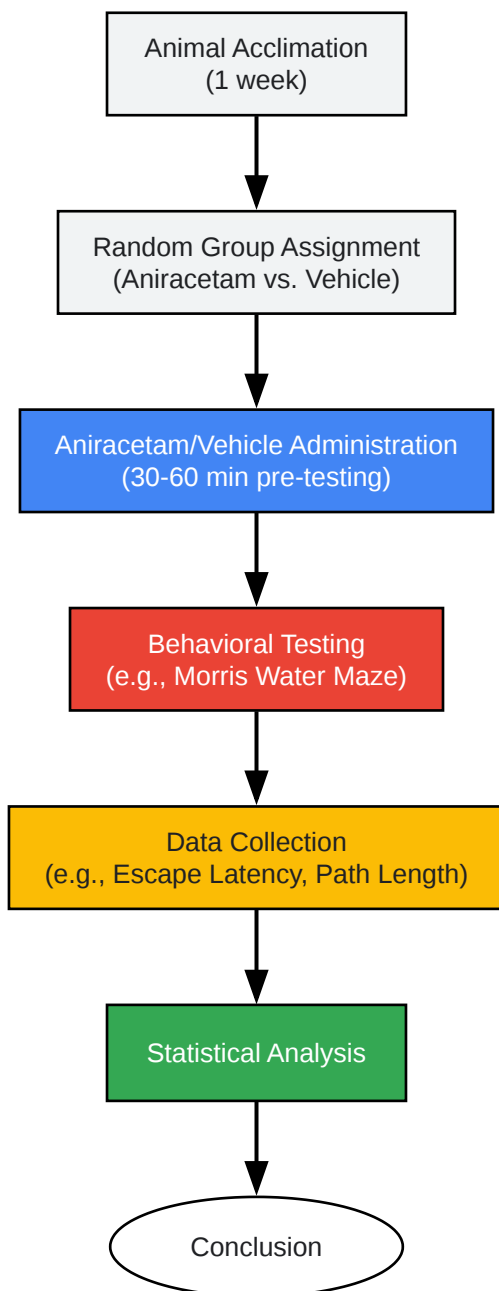 Animal Acclimation
(1 week)
Random Group Assignment
(Aniracetam vs. Vehicle)
Aniracetam/Vehicle Administration
(30-60 min pre-testing)
Behavioral Testing
(e.g., Morris Water Maze)
Data Collection
(e.g., Escape Latency, Path Length)
Statistical Analysis
Conclusion